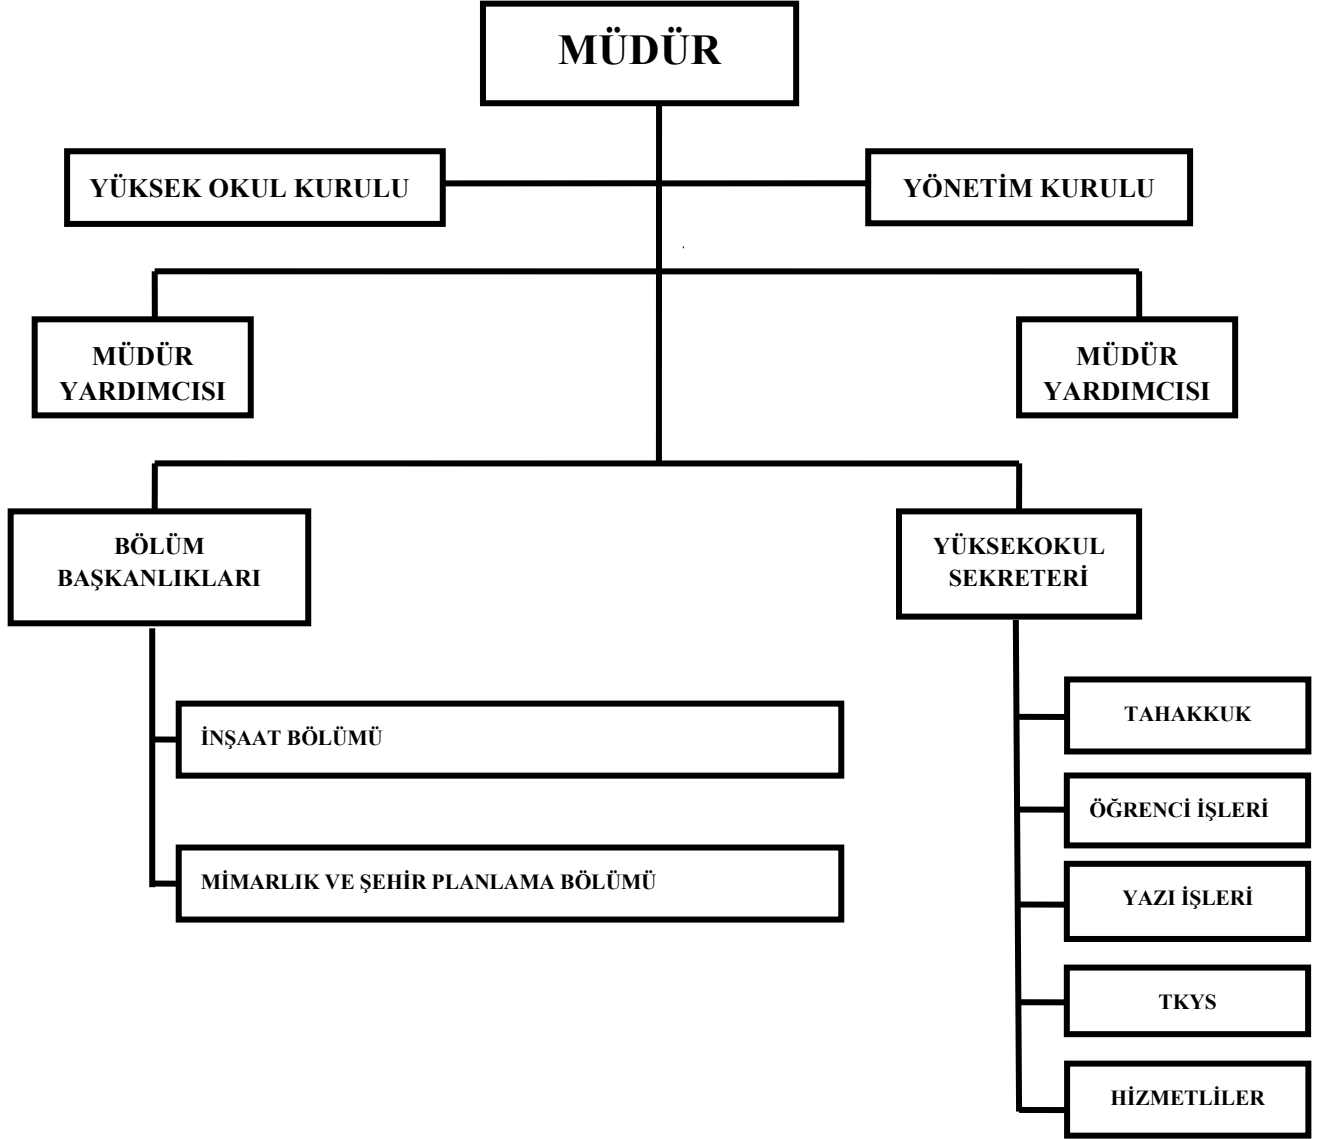 MÜDÜR
YÜKSEK OKUL KURULU
YÖNETİM KURULU
MÜDÜR
YARDIMCISI
MÜDÜR
YARDIMCISI
BÖLÜM
BAŞKANLIKLARI
YÜKSEKOKUL
SEKRETERİ
İNŞAAT BÖLÜMÜ
MİMARLIK VE ŞEHİR PLANLAMA BÖLÜMÜ
TAHAKKUK
ÖĞRENCİ İŞLERİ
YAZI İŞLERİ
TKYS
HİZMETLİLER